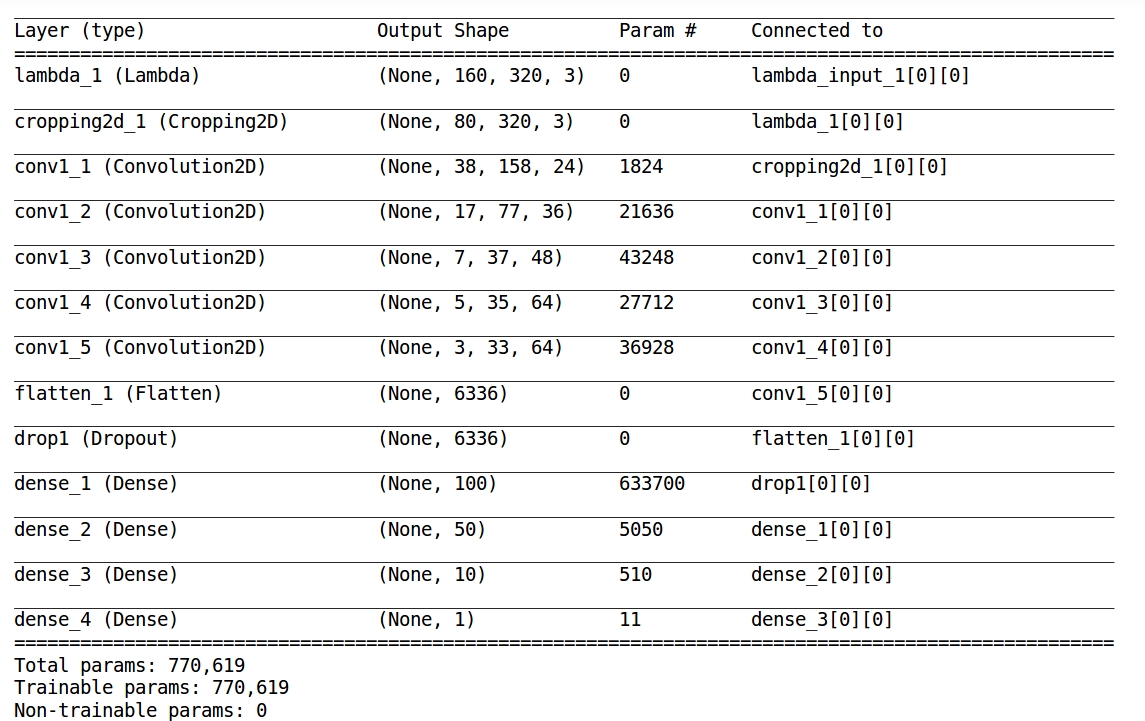 Layer (type) Output Shape Param # Connected to
====================================================================================================
lambda_1 (Lambda) (None, 160, 320, 3) 0 lambda_input_1[0][0]
cropping2d_1 (Cropping2D) (None, 80, 320, 3) 0 lambda_1[0][0]
conv1_1 (Convolution2D) (None, 38, 158, 24) 1824 cropping2d_1[0][0]
conv1_2 (Convolution2D) (None, 17, 77, 36) 21636 conv1_1[0][0]
conv1_3 (Convolution2D) (None, 7, 37, 48) 43248 conv1_2[0][0]
conv1_4 (Convolution2D) (None, 5, 35, 64) 27712 conv1_3[0][0]
conv1_5 (Convolution2D) (None, 3, 33, 64) 36928 conv1_4[0][0]
flatten_1 (Flatten) (None, 6336) 0 conv1_5[0][0]
drop1 (Dropout) (None, 6336) 0 flatten_1[0][0]
dense_1 (Dense) (None, 100) 633700 drop1[0][0]
dense_2 (Dense) (None, 50) 5050 dense_1[0][0]
dense_3 (Dense) (None, 10) 510 dense_2[0][0]
dense_4 (Dense) (None, 1) 11 dense_3[0][0]
====================================================================================================
Total params: 770,619
Trainable params: 770,619
Non-trainable params: 0